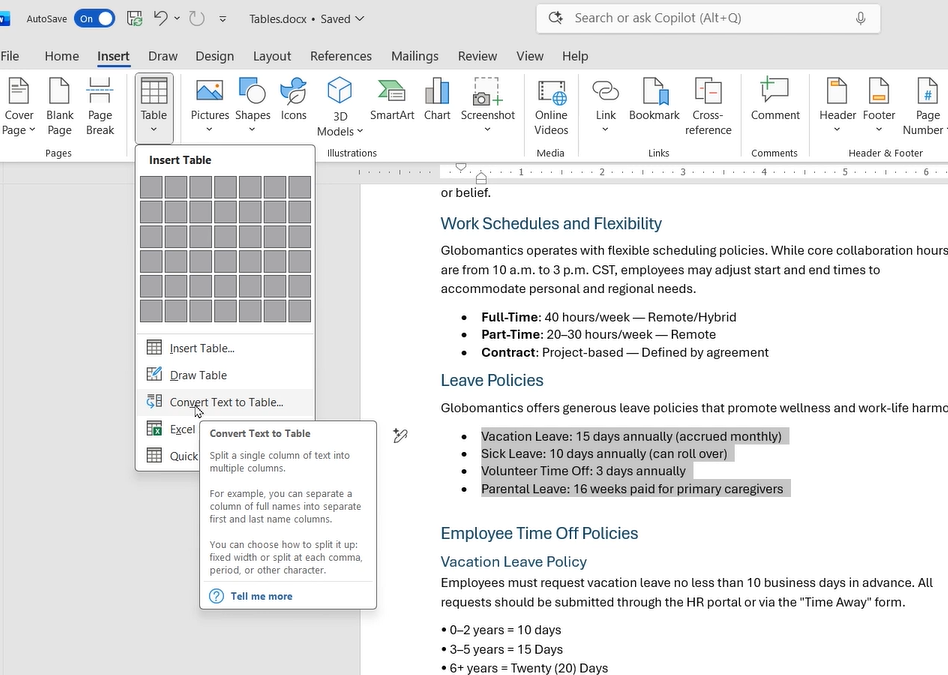 AutoSave On Tables.docx • Saved Search or ask Copilot (Alt+Q)
File Home Insert Draw Design Layout References Mailings Review View Help
Cover Page
Blank Page
Page Break
Table
Pictures
Shapes
Icons
3D Models
SmartArt
Chart
Screenshot
Online Videos
Link
Bookmark
Cross-reference
Comment
Header
Footer
Page Number
Pages Illustrations Media Links Comments Header & Footer
1 2 3 4 5 6
Insert Table
Insert Table...
Draw Table
Convert Text to Table...
Excel
Quick
Convert Text to Table
Split a single column of text into
multiple columns.
For example, you can separate a
column of full names into separate
first and last name columns.
You can choose how to split it up:
fixed width or split at each comma,
period, or other character.
Tell me more
or belief.
Work Schedules and Flexibility
Globomantics operates with flexible scheduling policies. While core collaboration hours
are from 10 a.m. to 3 p.m. CST, employees may adjust start and end times to
accommodate personal and regional needs.
• Full-Time: 40 hours/week — Remote/Hybrid
• Part-Time: 20–30 hours/week — Remote
• Contract: Project-based — Defined by agreement
Leave Policies
Globomantics offers generous leave policies that promote wellness and work-life harmo
• Vacation Leave: 15 days annually (accrued monthly)
• Sick Leave: 10 days annually (can roll over)
• Volunteer Time Off: 3 days annually
• Parental Leave: 16 weeks paid for primary caregivers
Employee Time Off Policies
Vacation Leave Policy
Employees must request vacation leave no less than 10 business days in advance. All
requests should be submitted through the HR portal or via the "Time Away" form.
• 0–2 years = 10 days
• 3–5 years = 15 Days
• 6+ years = Twenty (20) Days